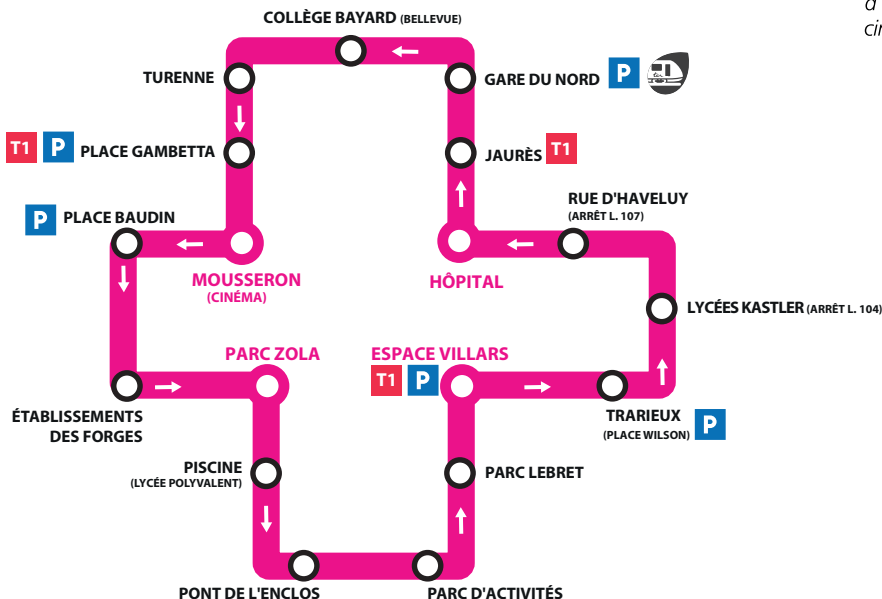 à
cir
COLLÈGE BAYARD (BELLEVUE)
TURENNE
GARE DU NORD P
T1 P PLACE GAMBETTA
JAURÈS T1
RUE D'HAVELUY
(ARRÊT L. 107)
P PLACE BAUDIN
MOUSSERON
(CINÉMA)
HÔPITAL
LYCÉES KASTLER (ARRÊT L. 104)
PARC ZOLA
ESPACE VILLARS
T1 P
ÉTABLISSEMENTS
DES FORGES
TRARIEUX
(PLACE WILSON) P
PISCINE
(LYCÉE POLYVALENT)
PARC LEBRET
PONT DE L'ENCLOS
PARC D'ACTIVITÉS